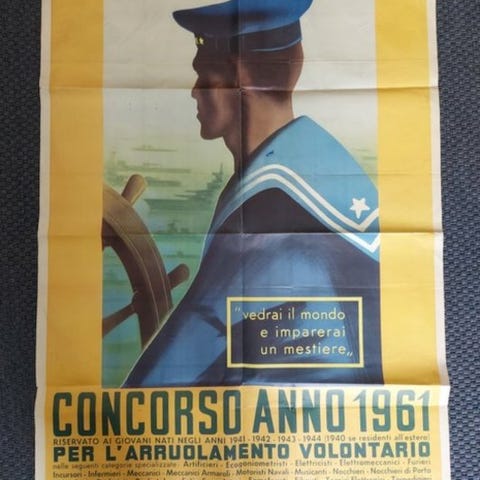 "vedrai il mondo
e imparerai
un mestiere„
CONCORSO ANNO 1961
RISERVATO AI GIOVANI NATI NEGLI ANNI 1941 - 1942 - 1943 - 1944 (1940 se residenti all'estero)
PER L'ARRUOLAMENTO VOLONTARIO
nelle seguenti categorie specializzate: Artificieri - Ecogoniometristi - Elettricisti - Elettromeccanici - Furieri
Incursori - Infermieri - Meccanici - Meccanici Armaroli - Motoristi Navali - Musicanti - Nocchieri - Nocchieri di Porto